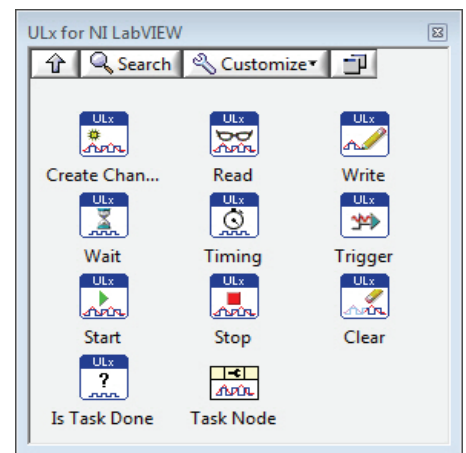 ULx for NI LabVIEW
Search Customize
ULx ULx ULx
Create Chan... Read Write
ULx ULx ULx
Wait Timing Trigger
ULx ULx ULx
Start Stop Clear
ULx
?
Is Task Done Task Node